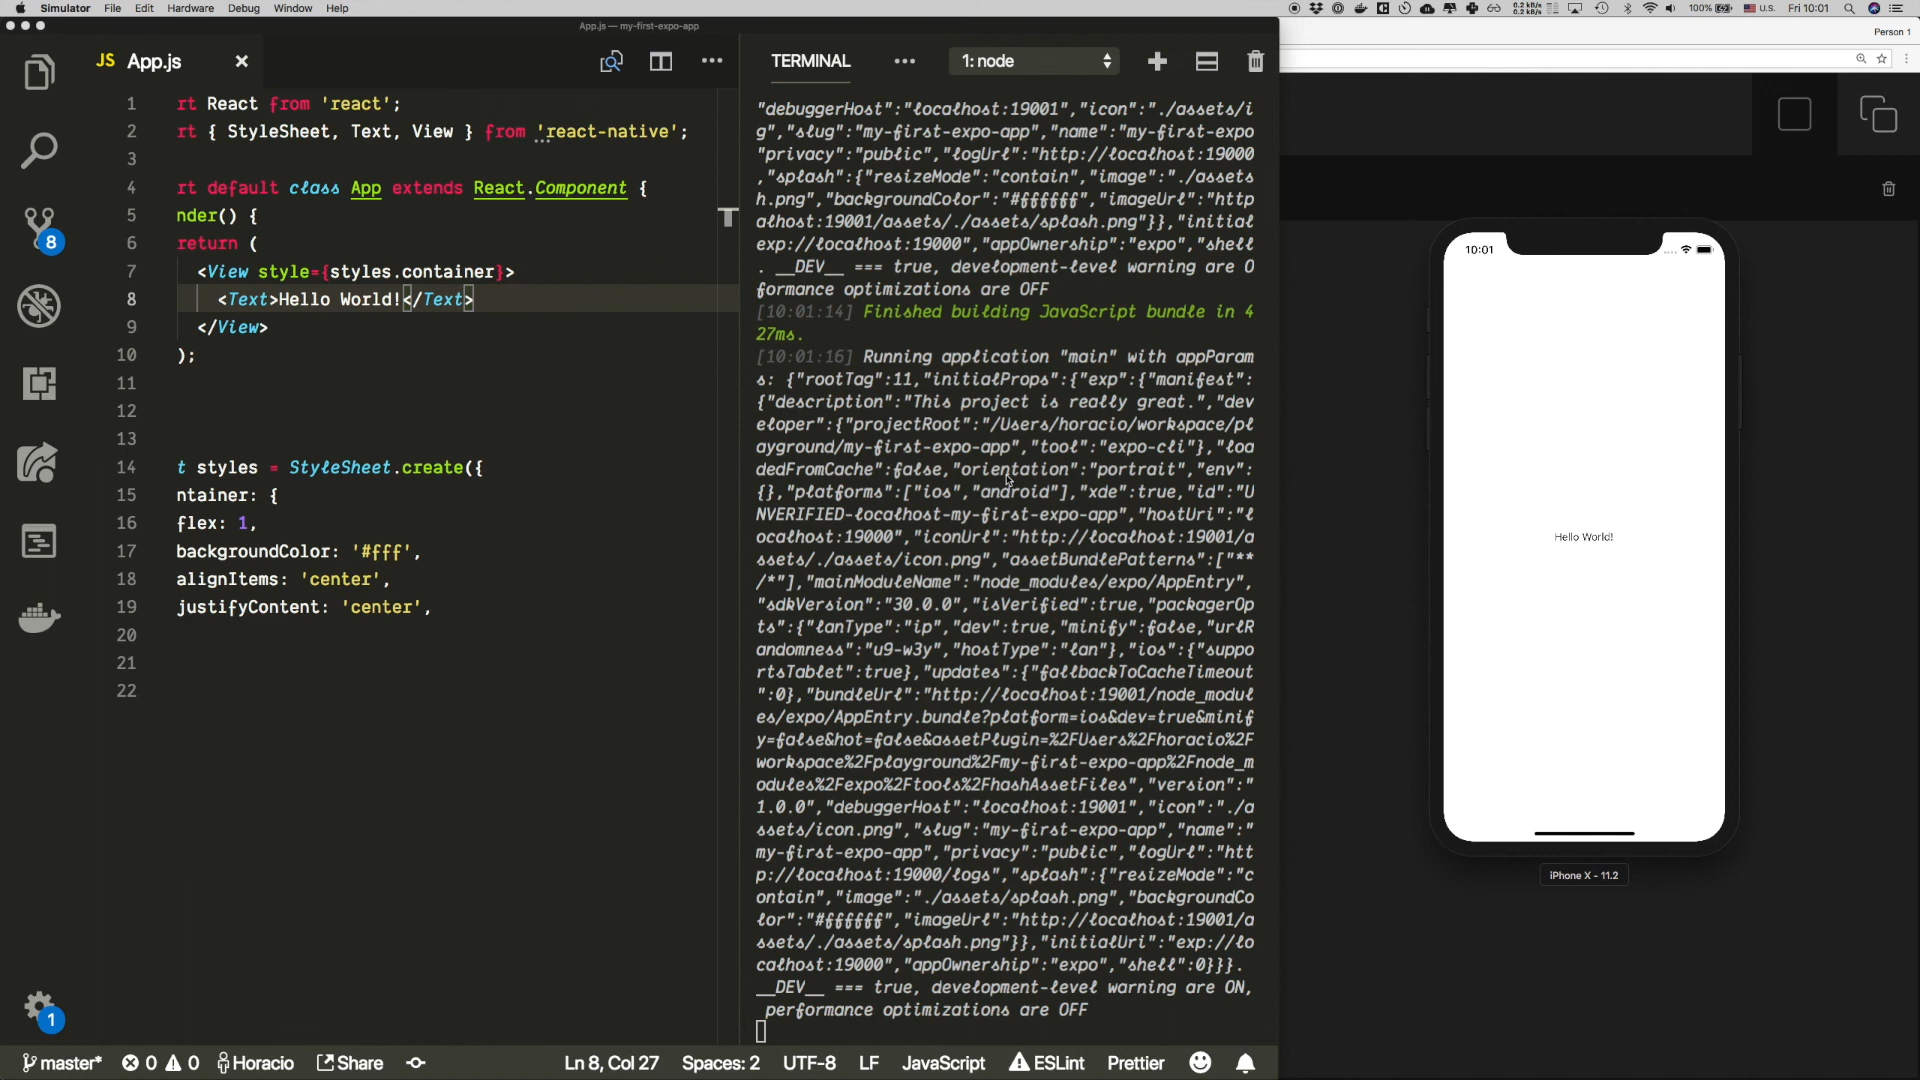 Simulator File Edit Hardware Debug Window Help
0.2 kB/s
0.2 kB/s
100% U.S. Fri 10:01
App.js — my-first-expo-app
Person 1
JS App.js
TERMINAL
1: node
1 rt React from 'react';
2 rt { StyleSheet, Text, View } from 'react-native';
3
4 rt default class App extends React.Component {
5 nder() {
6 return (
7 <View style={styles.container}>
8 <Text>Hello World!</Text>
9 </View>
10 );
11
12
13
14 t styles = StyleSheet.create({
15 ntainer: {
16 flex: 1,
17 backgroundColor: '#fff',
18 alignItems: 'center',
19 justifyContent: 'center',
20
21
22
8
1
"debuggerHost":"localhost:19001","icon":"./assets/i
g","slug":"my-first-expo-app","name":"my-first-expo
"privacy":"public","logUrl":"http://localhost:19000
,"splash":{"resizeMode":"contain","image":"./assets
h.png","backgroundColor":"#ffffff","imageUrl":"http
alhost:19001/assets/./assets/splash.png"}},"initial
exp://localhost:19000","appOwnership":"expo","shell
. __DEV__ === true, development-level warning are O
formance optimizations are OFF
[10:01:14] Finished building JavaScript bundle in 4
27ms.
[10:01:16] Running application "main" with appParam
s: {"rootTag":11,"initialProps":{"exp":{"manifest":
{"description":"This project is really great.","dev
eloper":{"projectRoot":"/Users/horacio/workspace/pl
ayground/my-first-expo-app","tool":"expo-cli"},"loa
dedFromCache":false,"orientation":"portrait","env":
{},"platforms":["ios","android"],"xde":true,"id":"U
NVERIFIED-localhost-my-first-expo-app","hostUri":"l
ocalhost:19000","iconUrl":"http://localhost:19001/a
ssets/./assets/icon.png","assetBundlePatterns":["**
/*"],"mainModuleName":"node_modules/expo/AppEntry",
"sdkVersion":"30.0.0","isVerified":true,"packagerOp
ts":{"lanType":"ip","dev":true,"minify":false,"urlR
andomness":"u9-w3y","hostType":"lan"},"ios":{"suppo
rtsTablet":true},"updates":{"fallbackToCacheTimeout
":0},"bundleUrl":"http://localhost:19001/node_modul
es/expo/AppEntry.bundle?platform=ios&dev=true&minif
y=false&hot=false&assetPlugin=%2FUsers%2Fhoracio%2F
workspace%2Fplayground%2Fmy-first-expo-app%2Fnode_m
odules%2Fexpo%2Ftools%2FhashAssetFiles","version":"
1.0.0","debuggerHost":"localhost:19001","icon":"./a
ssets/icon.png","slug":"my-first-expo-app","name":"
my-first-expo-app","privacy":"public","logUrl":"htt
p://localhost:19000/logs","splash":{"resizeMode":"c
ontain","image":"./assets/splash.png","backgroundCo
lor":"#ffffff","imageUrl":"http://localhost:19001/a
ssets/./assets/splash.png"}},"initialUri":"exp://lo
calhost:19000","appOwnership":"expo","shell":0}}}.
__DEV__ === true, development-level warning are ON,
performance optimizations are OFF
10:01
Hello World!
iPhone X - 11.2
master* 0 0 Horacio Share Ln 8, Col 27 Spaces: 2 UTF-8 LF JavaScript ESLint Prettier